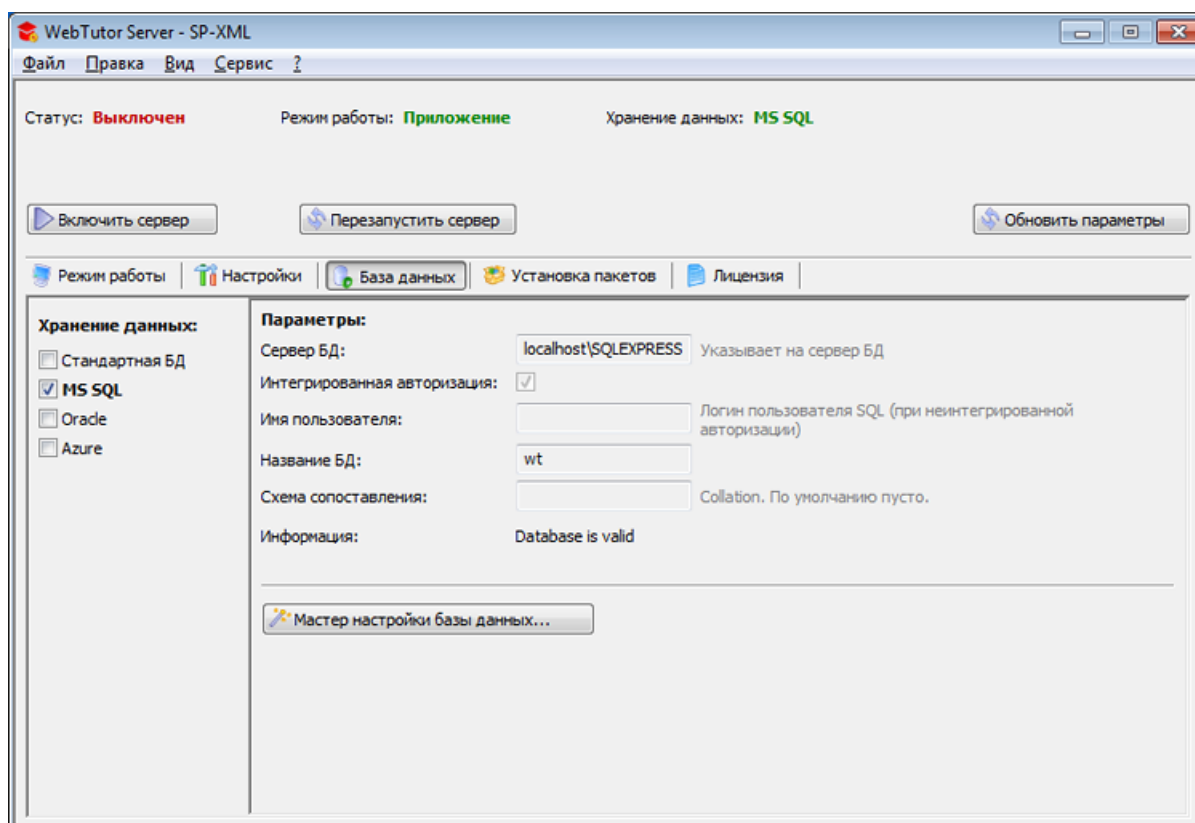 WebTutor Server - SP-XML
Файл Правка Вид Сервис ?
Статус: Выключен Режим работы: Приложение Хранение данных: MS SQL
Включить сервер Перезапустить сервер Обновить параметры
Режим работы Настройки База данных Установка пакетов Лицензия
Хранение данных:
Стандартная БД
MS SQL
Oracle
Azure
Параметры:
Сервер БД: localhost\SQLEXPRESS Указывает на сервер БД
Интегрированная авторизация:
Имя пользователя: Логин пользователя SQL (при неинтегрированной
авторизации)
Название БД: wt
Схема сопоставления: Collation. По умолчанию пусто.
Информация: Database is valid
Мастер настройки базы данных...